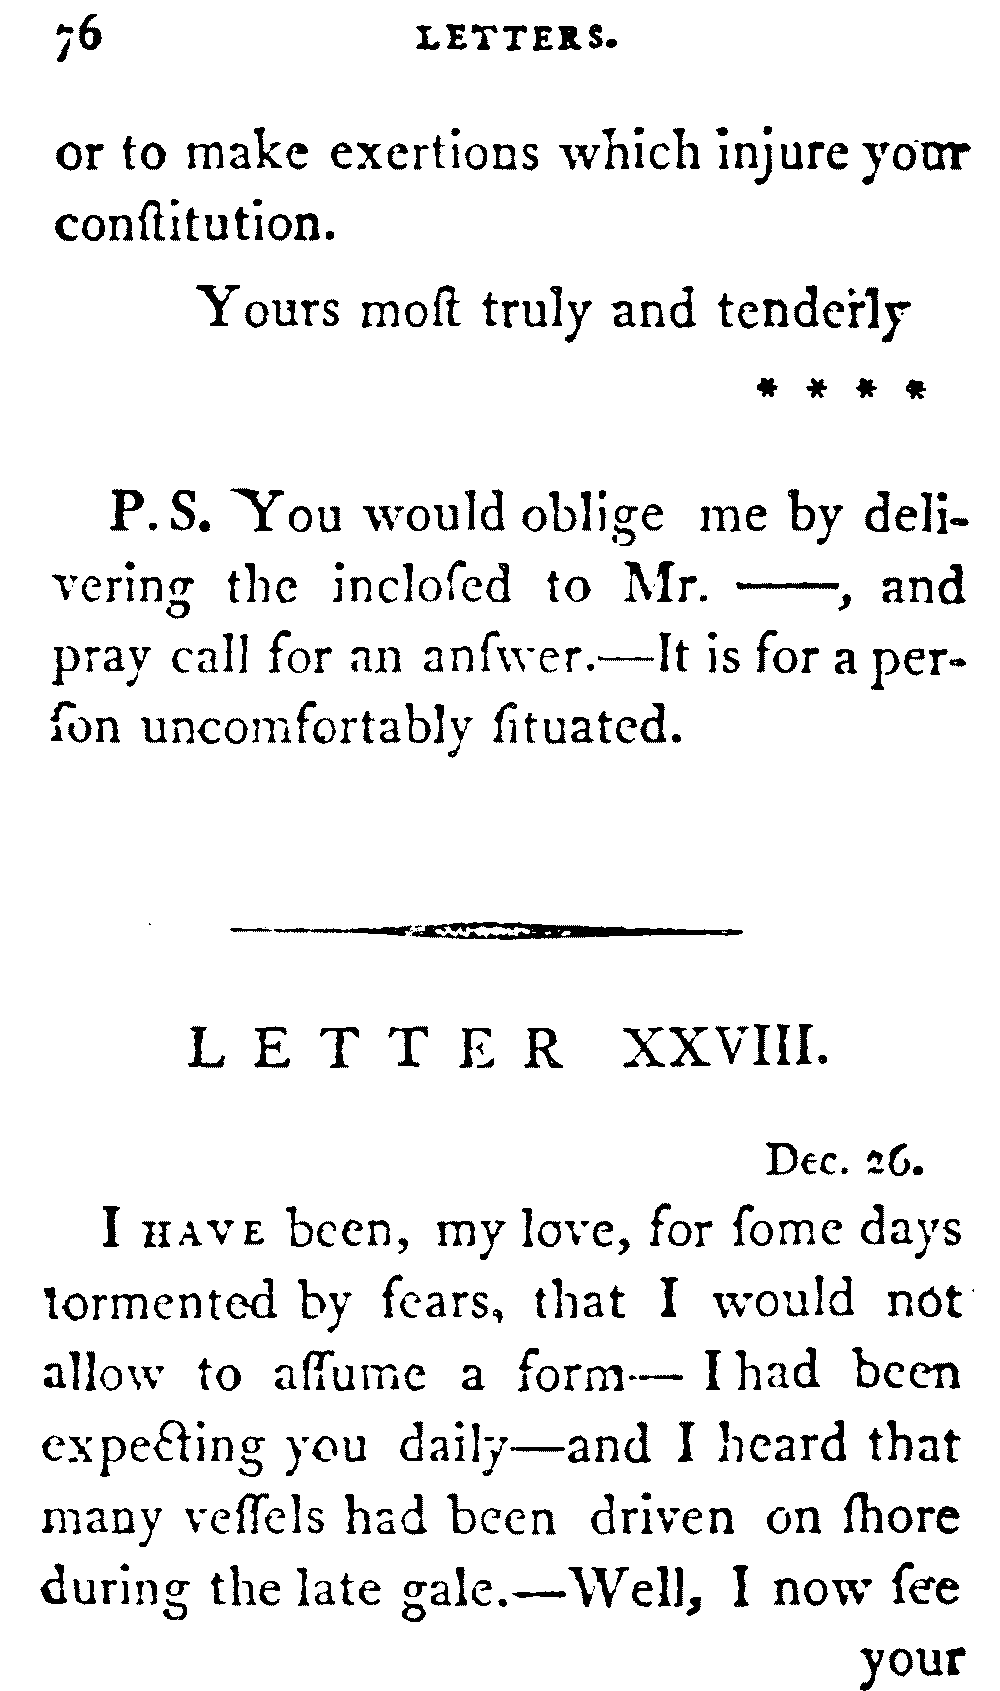 76 LETTERS.
or to make exertions which injure your
conſtitution.
Yours moſt truly and tenderly
* * * *
P. S. You would oblige me by deli-
vering the incloſed to Mr. ——, and
pray call for an anſwer.—It is for a per-
ſon uncomfortably ſituated.
LETTER XXVIII.
Dec. 26.
I HAVE been, my love, for ſome days
tormented by fears, that I would not
allow to aſſume a form— I had been
expecting you daily—and I heard that
many veſſels had been driven on ſhore
during the late gale.—Well, I now ſee
your